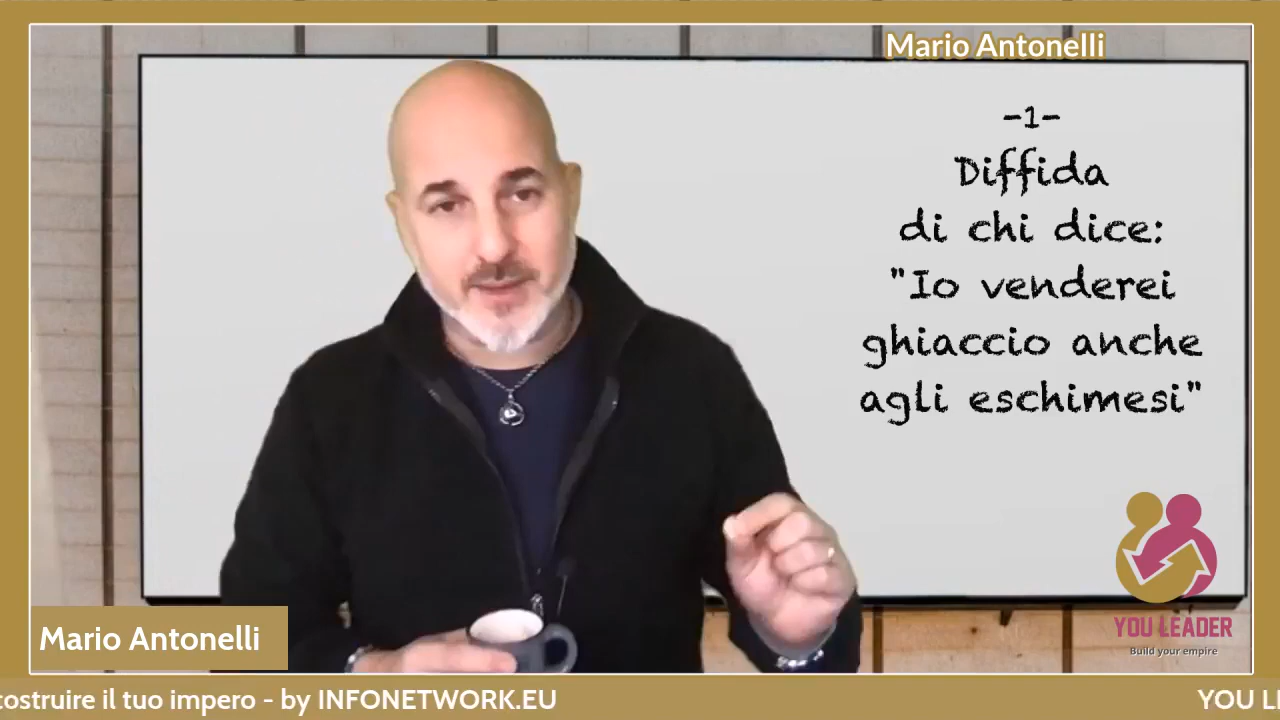 Mario Antonelli
-1-
Diffida
di chi dice:
"Io venderei
ghiaccio anche
agli eschimesi"
YOU LEADER
Build your empire
Mario Antonelli
costruire il tuo impero - by INFONETWORK.EU
YOU